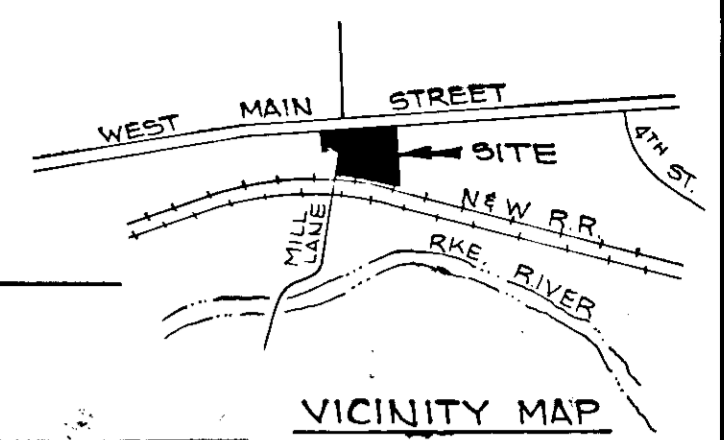 WEST MAIN STREET
SITE
4TH ST.
N&W R.R.
MILL
LANE
RKE. RIVER
VICINITY MAP